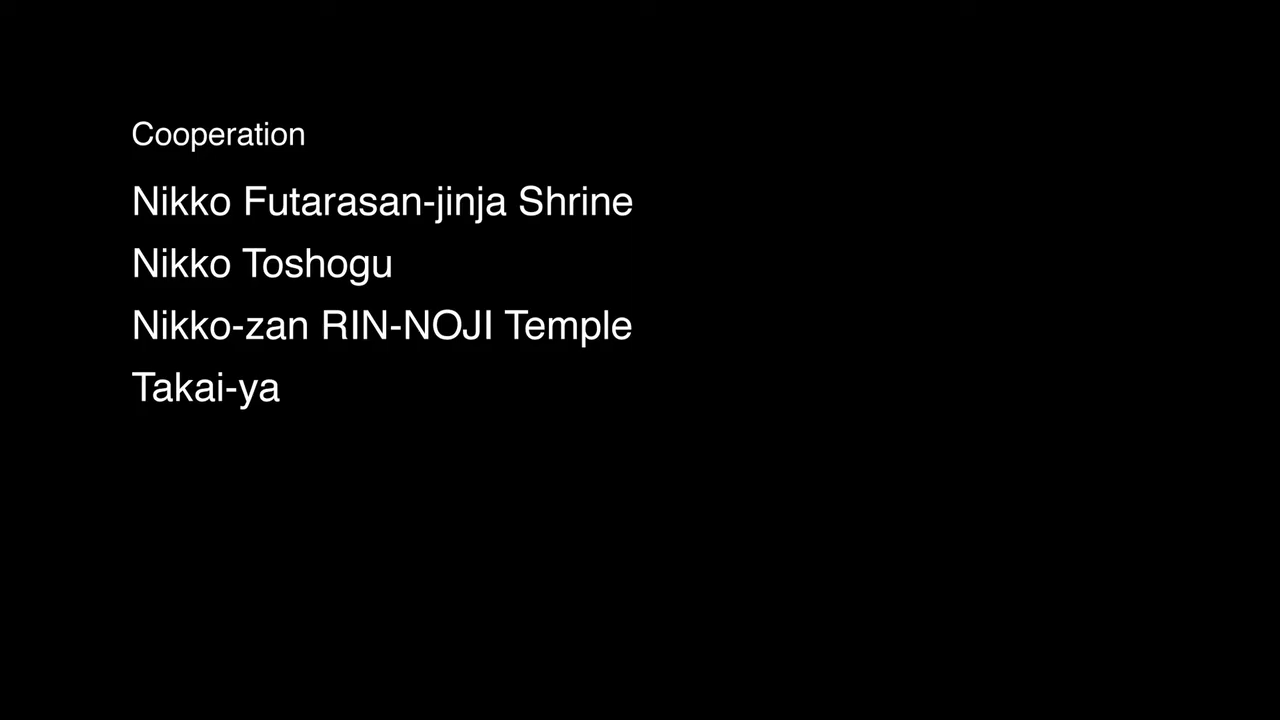 Cooperation
Nikko Futarasan-jinja Shrine
Nikko Toshogu
Nikko-zan RIN-NOJI Temple
Takai-ya